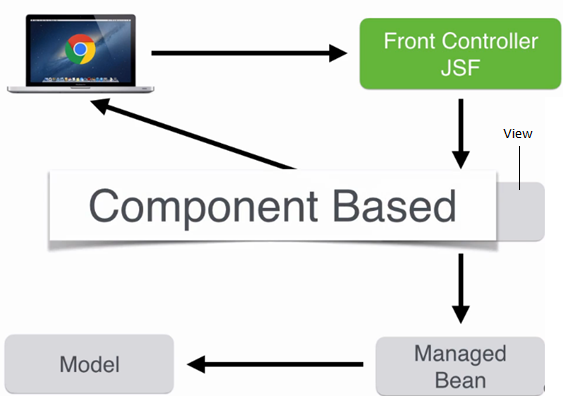 Front Controller
JSF
View
Component Based
Model
Managed
Bean